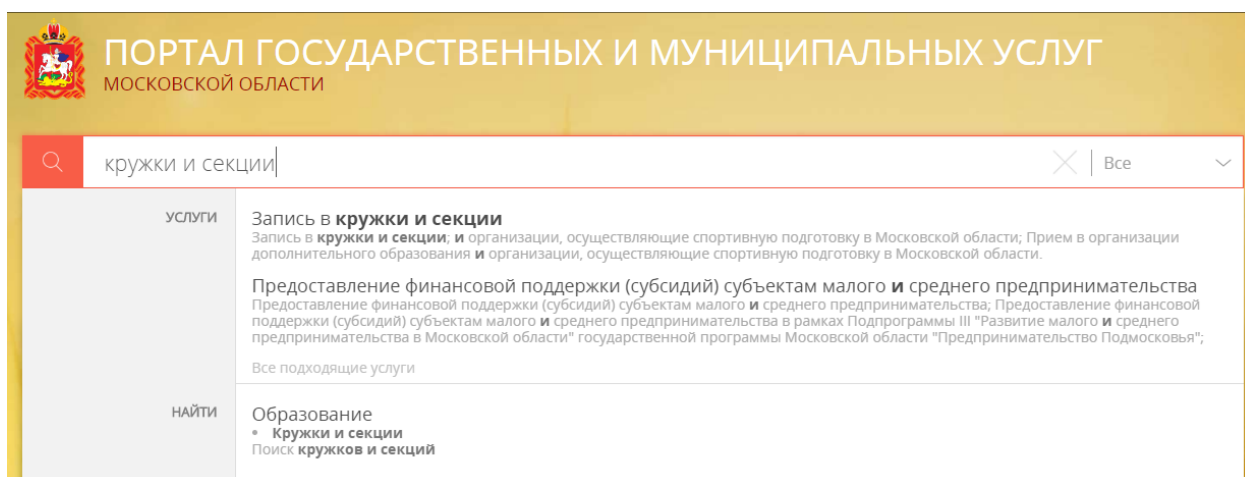 ПОРТАЛ ГОСУДАРСТВЕННЫХ И МУНИЦИПАЛЬНЫХ УСЛУГ
МОСКОВСКОЙ ОБЛАСТИ
кружки и секции
Все
УСЛУГИ
Запись в кружки и секции
Запись в кружки и секции; и организации, осуществляющие спортивную подготовку в Московской области; Прием в организации
дополнительного образования и организации, осуществляющие спортивную подготовку в Московской области.
Предоставление финансовой поддержки (субсидий) субъектам малого и среднего предпринимательства
Предоставление финансовой поддержки (субсидий) субъектам малого и среднего предпринимательства; Предоставление финансовой
поддержки (субсидий) субъектам малого и среднего предпринимательства в рамках Подпрограммы III "Развитие малого и среднего
предпринимательства в Московской области" государственной программы Московской области "Предпринимательство Подмосковья";
Все подходящие услуги
НАЙТИ
Образование
• Кружки и секции
Поиск кружков и секций